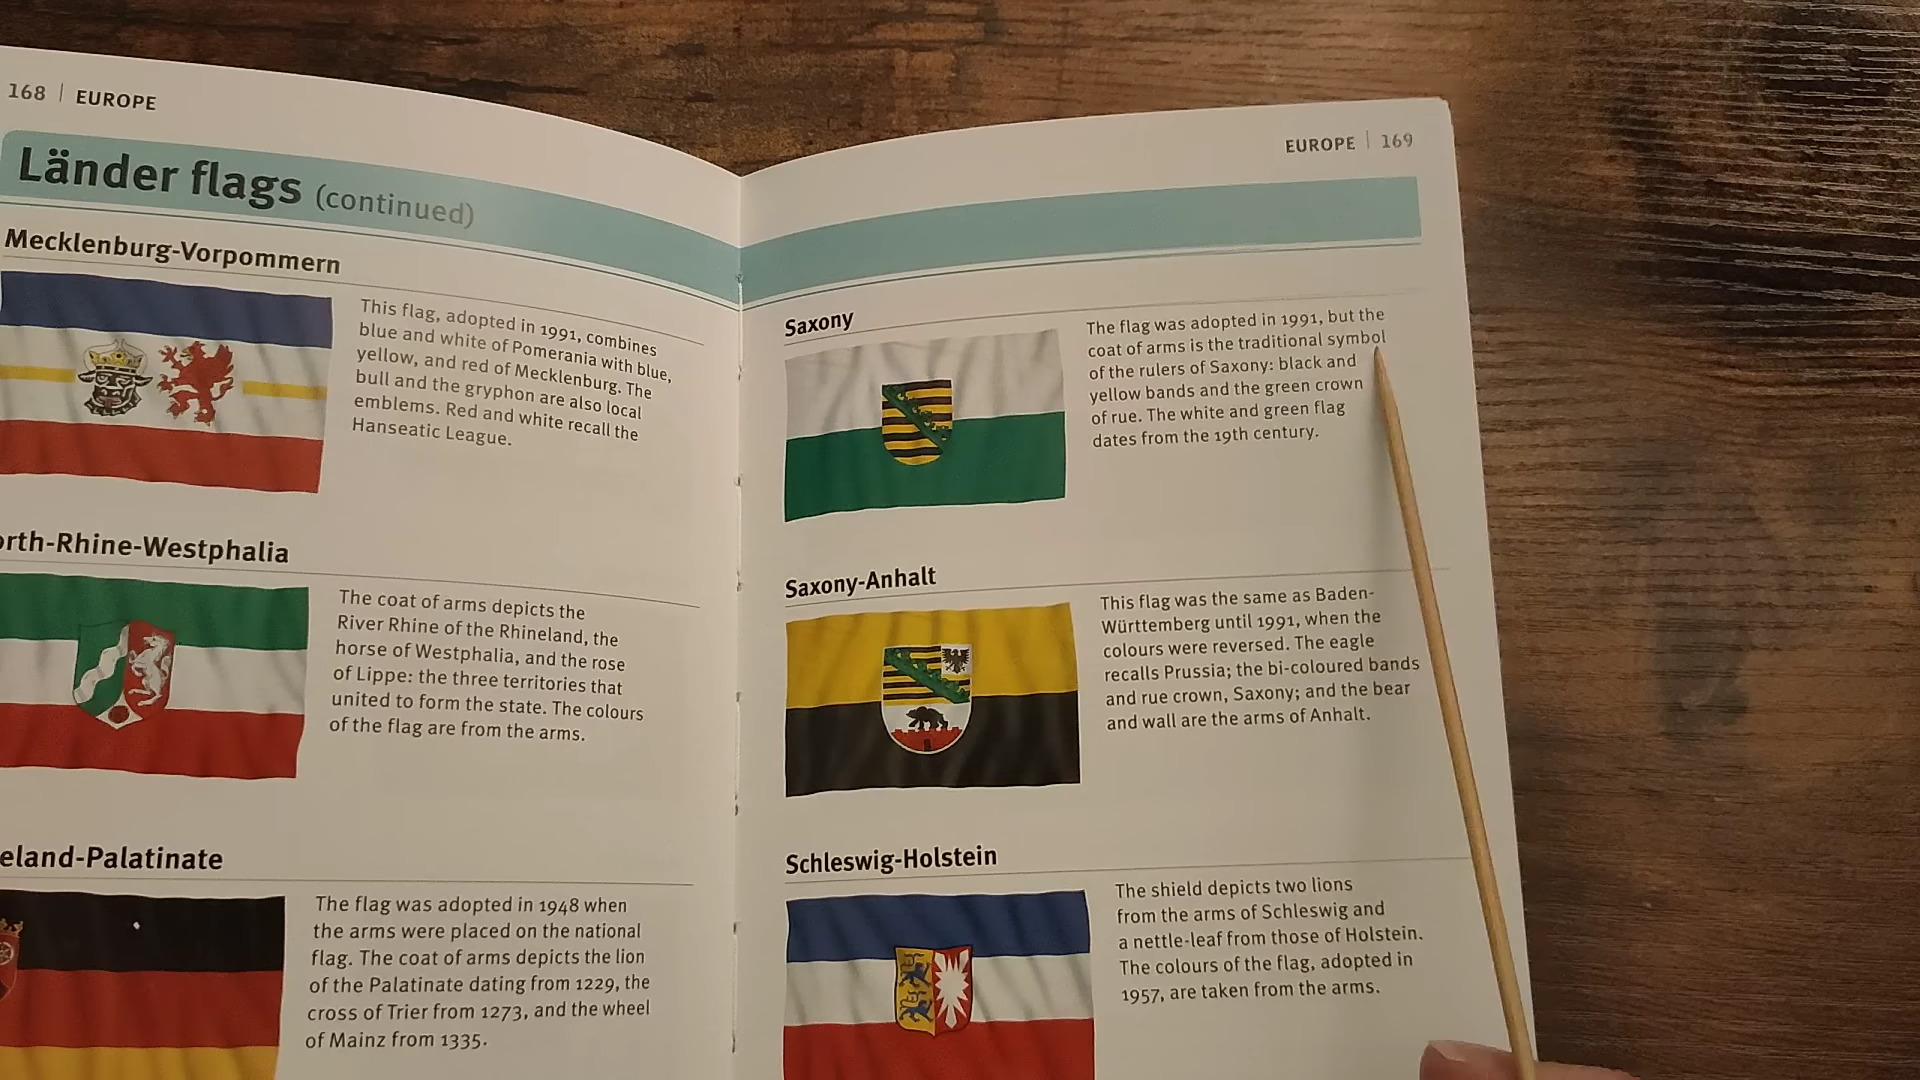 168 | EUROPE
Länder flags (continued)
Mecklenburg-Vorpommern
This flag, adopted in 1991, combines
blue and white of Pomerania with blue,
yellow, and red of Mecklenburg. The
bull and the gryphon are also local
emblems. Red and white recall the
Hanseatic League.
orth-Rhine-Westphalia
The coat of arms depicts the
River Rhine of the Rhineland, the
horse of Westphalia, and the rose
of Lippe: the three territories that
united to form the state. The colours
of the flag are from the arms.
eland-Palatinate
The flag was adopted in 1948 when
the arms were placed on the national
flag. The coat of arms depicts the lion
of the Palatinate dating from 1229, the
cross of Trier from 1273, and the wheel
of Mainz from 1335.
EUROPE | 169
Saxony
The flag was adopted in 1991, but the
coat of arms is the traditional symbol
of the rulers of Saxony: black and
yellow bands and the green crown
of rue. The white and green flag
dates from the 19th century.
Saxony-Anhalt
This flag was the same as Baden-
Württemberg until 1991, when the
colours were reversed. The eagle
recalls Prussia; the bi-coloured bands
and rue crown, Saxony; and the bear
and wall are the arms of Anhalt.
Schleswig-Holstein
The shield depicts two lions
from the arms of Schleswig and
a nettle-leaf from those of Holstein.
The colours of the flag, adopted in
1957, are taken from the arms.